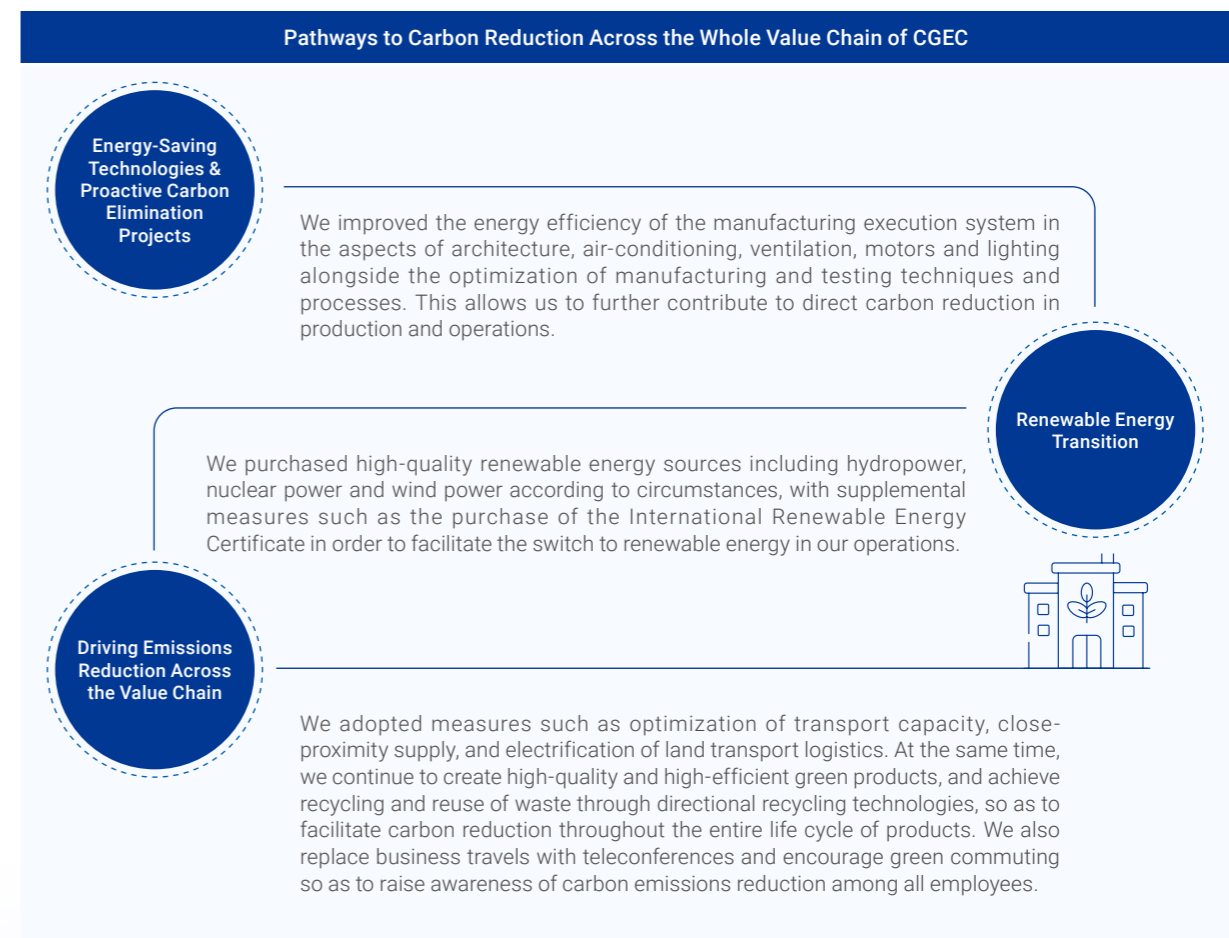 Pathways to Carbon Reduction Across the Whole Value Chain of CGEC
Energy-Saving
Technologies &
Proactive Carbon
Elimination
Projects
We improved the energy efficiency of the manufacturing execution system in
the aspects of architecture, air-conditioning, ventilation, motors and lighting
alongside the optimization of manufacturing and testing techniques and
processes. This allows us to further contribute to direct carbon reduction in
production and operations.
Renewable Energy
Transition
We purchased high-quality renewable energy sources including hydropower,
nuclear power and wind power according to circumstances, with supplemental
measures such as the purchase of the International Renewable Energy
Certificate in order to facilitate the switch to renewable energy in our operations.
Driving Emissions
Reduction Across
the Value Chain
We adopted measures such as optimization of transport capacity, close-
proximity supply, and electrification of land transport logistics. At the same time,
we continue to create high-quality and high-efficient green products, and achieve
recycling and reuse of waste through directional recycling technologies, so as to
facilitate carbon reduction throughout the entire life cycle of products. We also
replace business travels with teleconferences and encourage green commuting
so as to raise awareness of carbon emissions reduction among all employees.